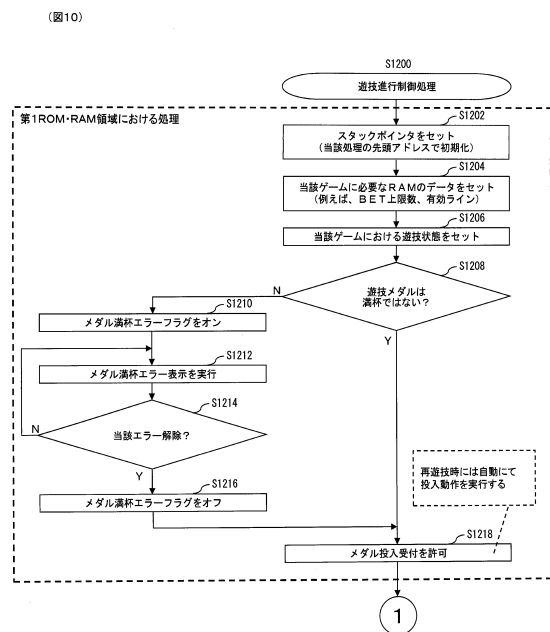 （図10）
S1200
遊技進行制御処理
第1ROM・RAM領域における処理
S1202
スタックポインタをセット
（当該処理の先頭アドレスで初期化）
S1204
当該ゲームに必要なRAMのデータをセット
（例えば、BET上限数、有効ライン）
S1206
当該ゲームにおける遊技状態をセット
S1208
遊技メダルは
満杯ではない？
N
Y
S1210
メダル満杯エラーフラグをオン
S1212
メダル満杯エラー表示を実行
S1214
当該エラー解除？
N
Y
S1216
メダル満杯エラーフラグをオフ
再遊技時には自動にて
投入動作を実行する
S1218
メダル投入受付を許可
1